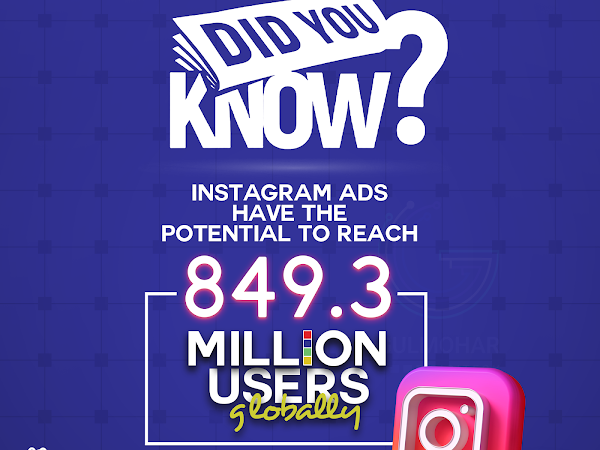 DID YOU
KNOW?
INSTAGRAM ADS
HAVE THE
POTENTIAL TO REACH
849.3
MILLION
USERS
globally